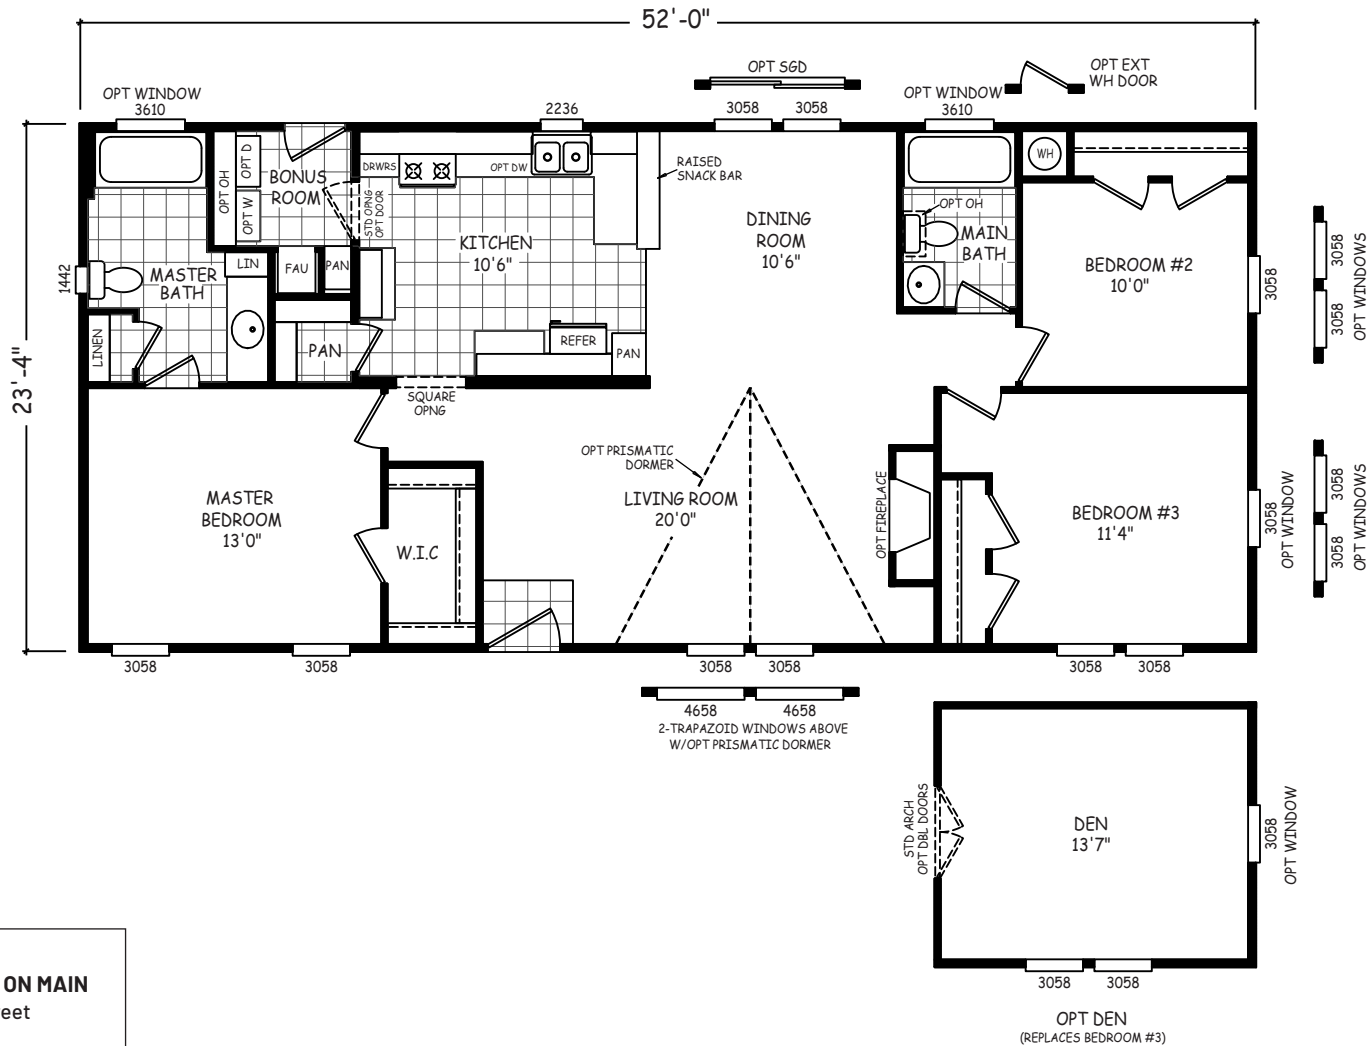 52'-0"
OPT SGD
OPT EXT
WH DOOR
OPT WINDOW
3610
2236
3058
3058
OPT WINDOW
3610
23'-4"
OPT OH
OPT D
OPT W
BONUS
ROOM
STD OPNG
OPT DOOR
DRWRS
OPT DW
RAISED
SNACK BAR
KITCHEN
10'6"
DINING
ROOM
10'6"
OPT OH
MAIN
BATH
WH
BEDROOM #2
10'0"
3058
3058
3058
OPT WINDOWS
1442
MASTER
BATH
LIN
FAU
PAN
LINEN
PAN
REFER
PAN
SQUARE
OPNG
OPT PRISMATIC
DORMER
MASTER
BEDROOM
13'0"
W.I.C
LIVING ROOM
20'0"
OPT FIREPLACE
BEDROOM #3
11'4"
3058
OPT WINDOW
3058
3058
OPT WINDOWS
3058
3058
3058
3058
3058
3058
4658
4658
2-TRAPAZOID WINDOWS ABOVE
W/OPT PRISMATIC DORMER
STD ARCH
OPT DBL DOORS
DEN
13'7"
3058
OPT WINDOW
3058
3058
OPT DEN
(REPLACES BEDROOM #3)
ON MAIN
eet